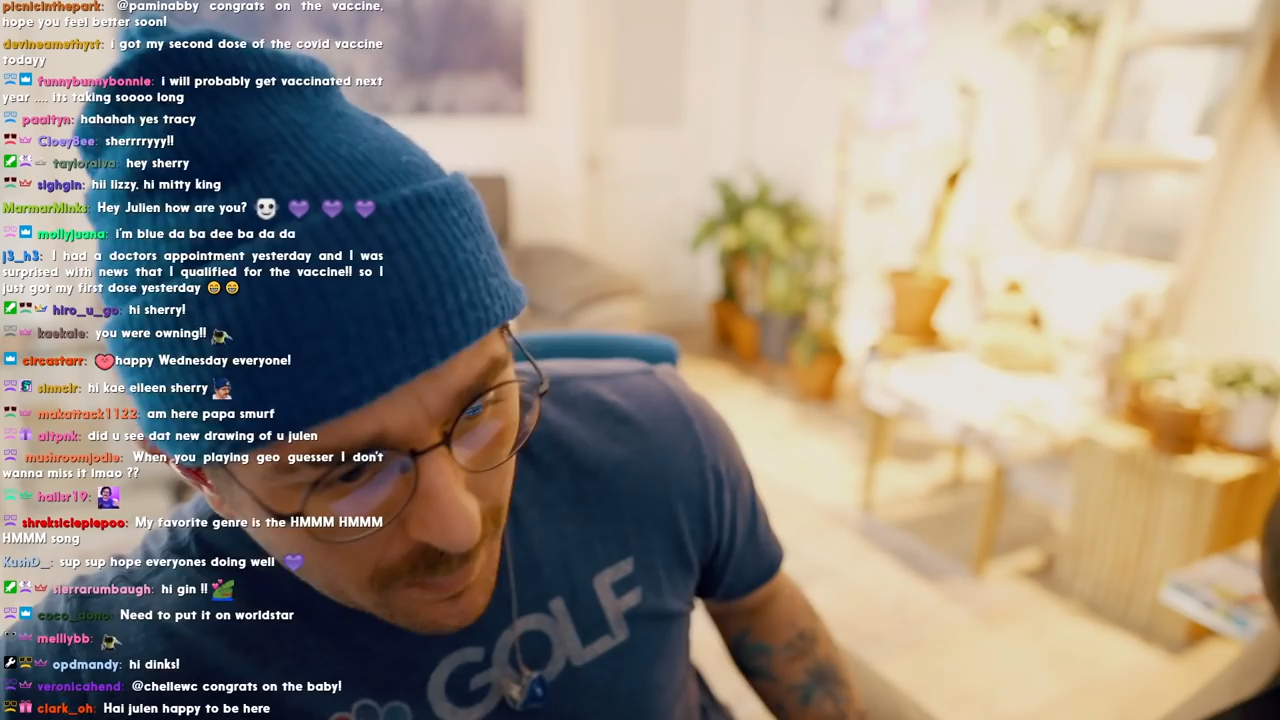 picnicinthepark: @paminabby congrats on the vaccine,
hope you feel better soon!
devineamethyst: i got my second dose of the covid vaccine
todayy
funnybunnybonnie: i will probably get vaccinated next
year .... its taking soooo long
paaltyn: hahahah yes tracy
CloeyBee: sherrrryyy!!
tayloralva: hey sherry
sighgin: hii lizzy, hi mitty king
MarmarMinks: Hey Julien how are you?
mollyjuana: i'm blue da ba dee ba da da
j3_h3: I had a doctors appointment yesterday and I was
surprised with news that I qualified for the vaccine!! so I
just got my first dose yesterday
hiro_u_go: hi sherry!
kaekale: you were owning!!
circastarr: happy Wednesday everyone!
sinnclr: hi kae eileen sherry
makattack1122: am here papa smurf
altpnk: did u see dat new drawing of u julen
mushroomjodie: When you playing geo guesser I don't
wanna miss it lmao ??
hallsr19:
shreksiclepiepoo: My favorite genre is the HMMM HMMM
HMMM song
KushD_: sup sup hope everyones doing well
sierrarumbaugh: hi gin !!
coco_dono: Need to put it on worldstar
melllybb:
opdmandy: hi dinks!
veronicahend: @chellewc congrats on the baby!
clark_oh: Hai julen happy to be here
GOLF